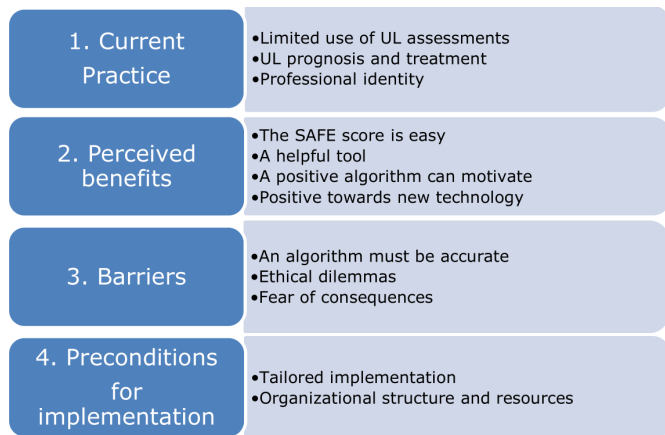 1. Current
Practice
•Limited use of UL assessments
•UL prognosis and treatment
•Professional identity
2. Perceived
benefits
•The SAFE score is easy
•A helpful tool
•A positive algorithm can motivate
•Positive towards new technology
3. Barriers
•An algorithm must be accurate
•Ethical dilemmas
•Fear of consequences
4. Preconditions
for
implementation
•Tailored implementation
•Organizational structure and resources